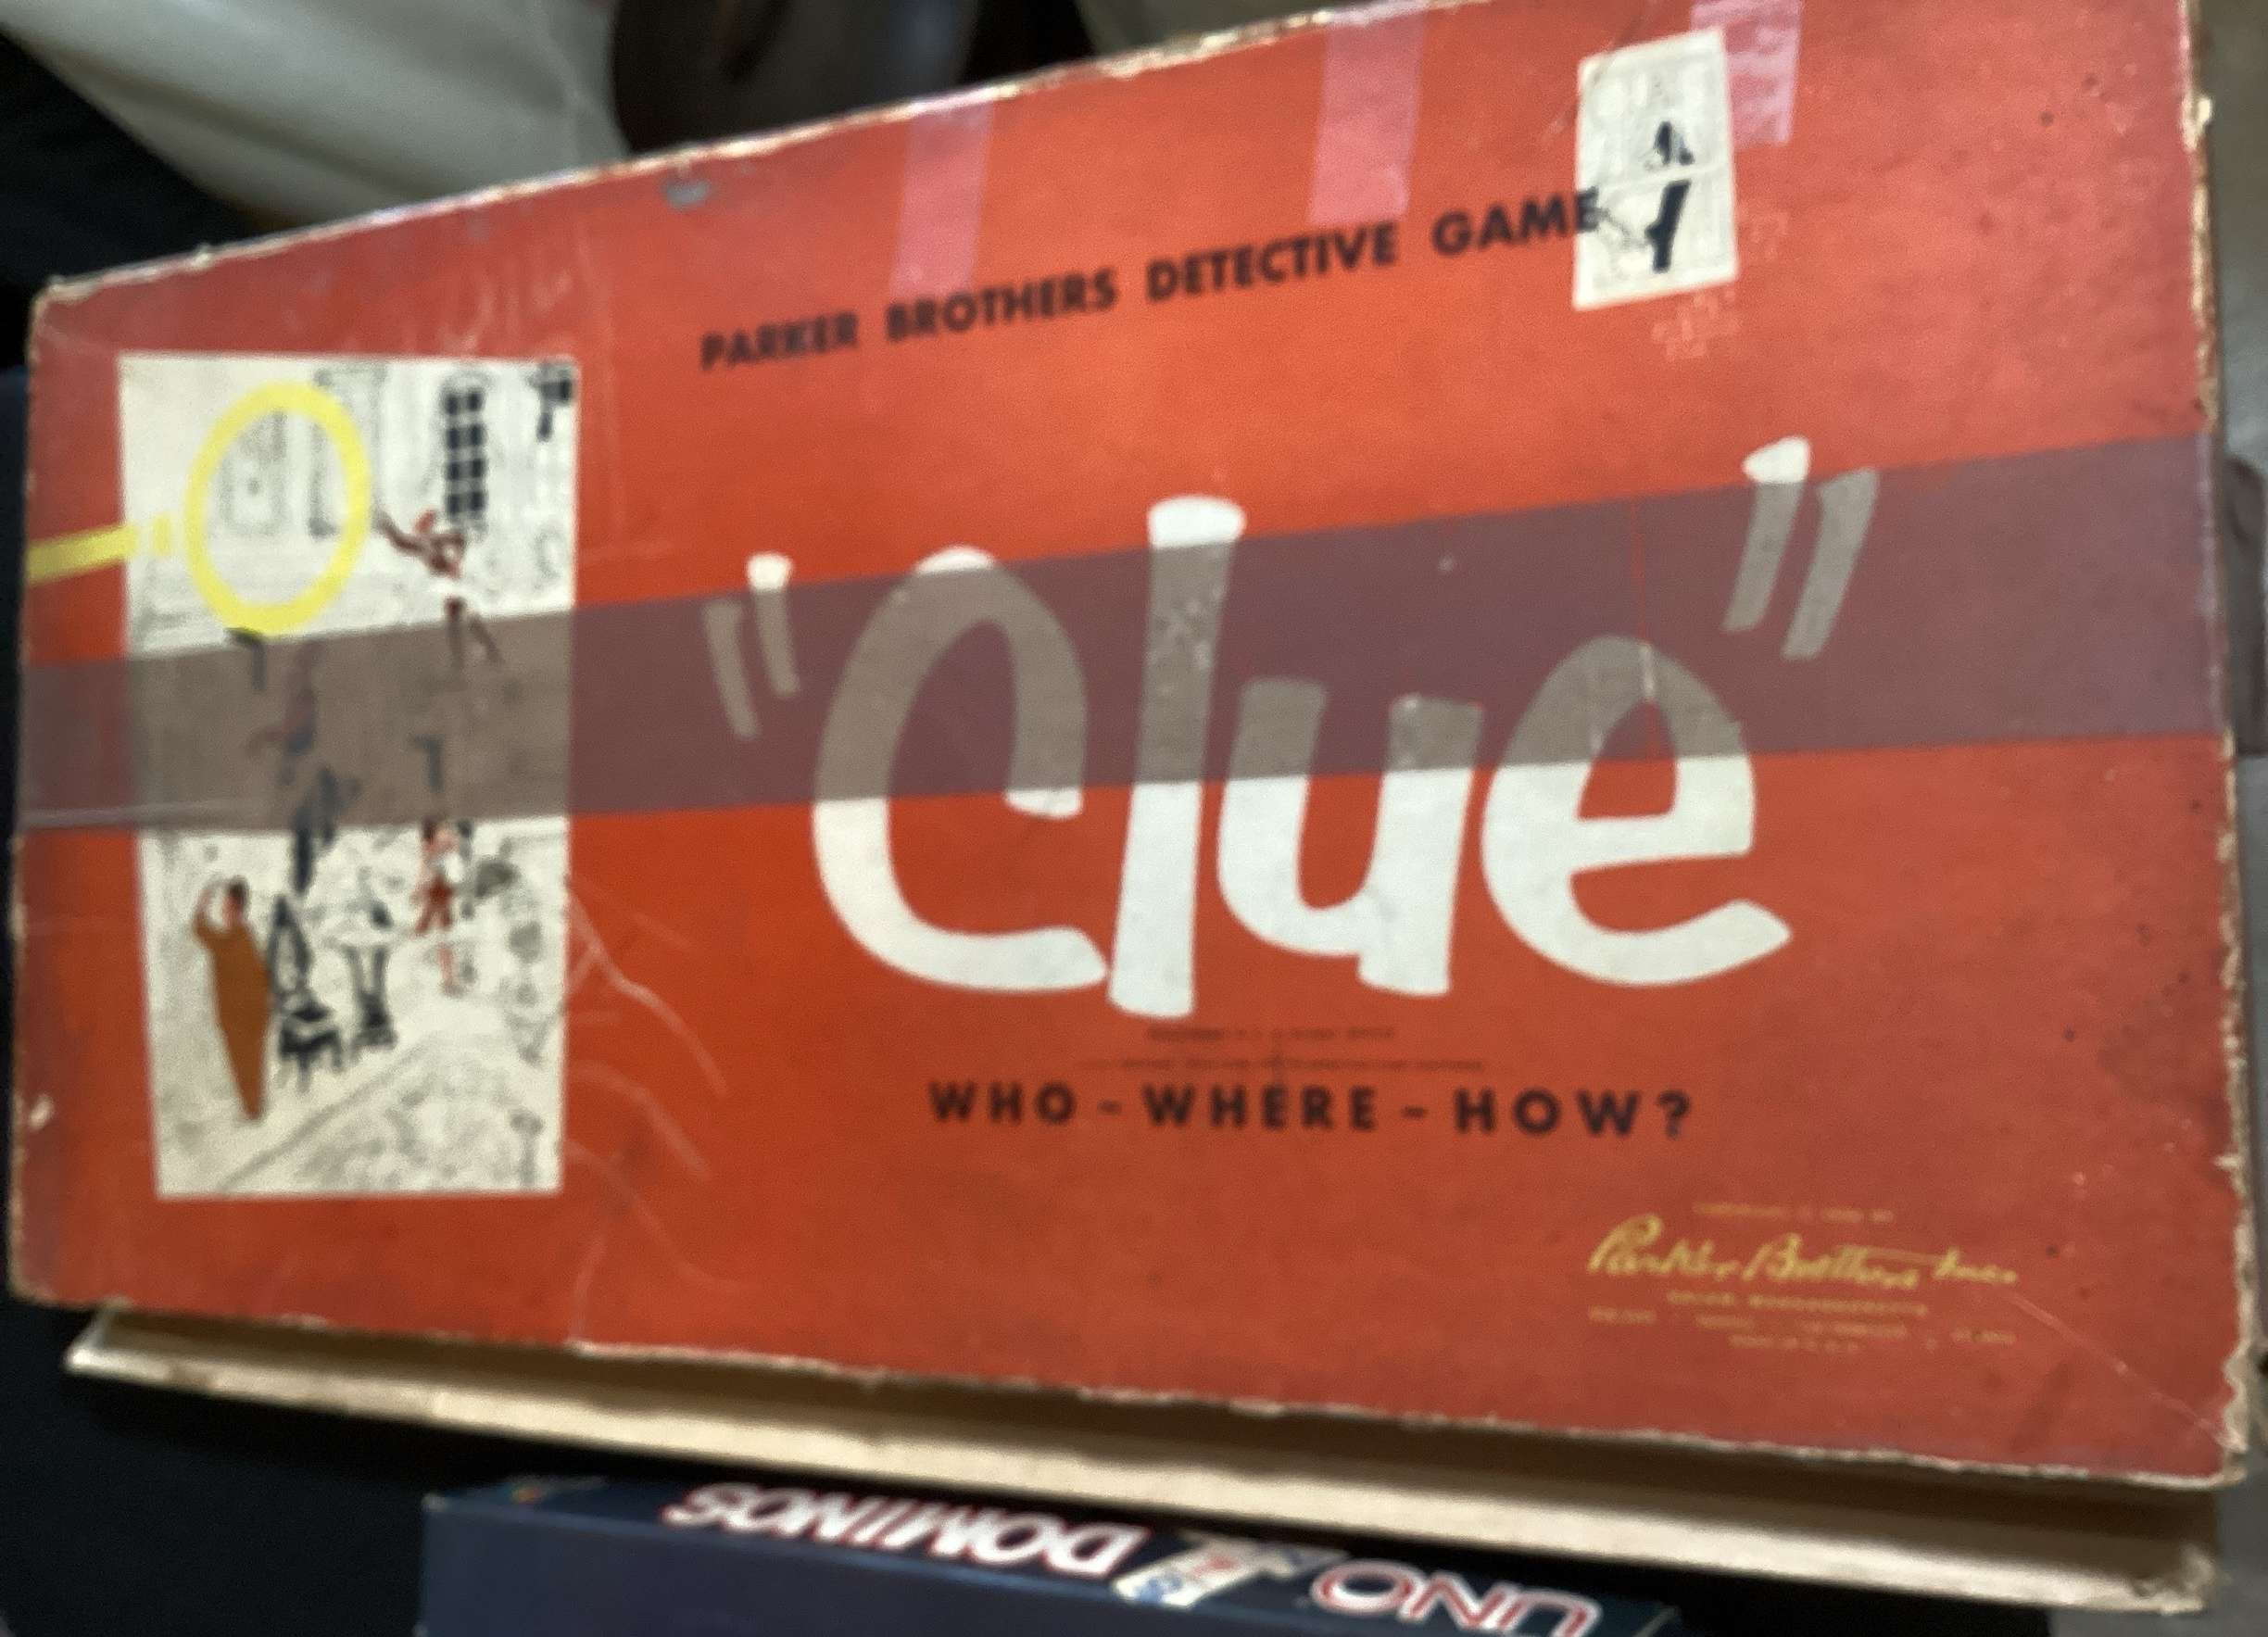 PARKER BROTHERS DETECTIVE GAME
"Clue"
WHO - WHERE - HOW?
Parker Brothers Inc.
UNO DOMINOS